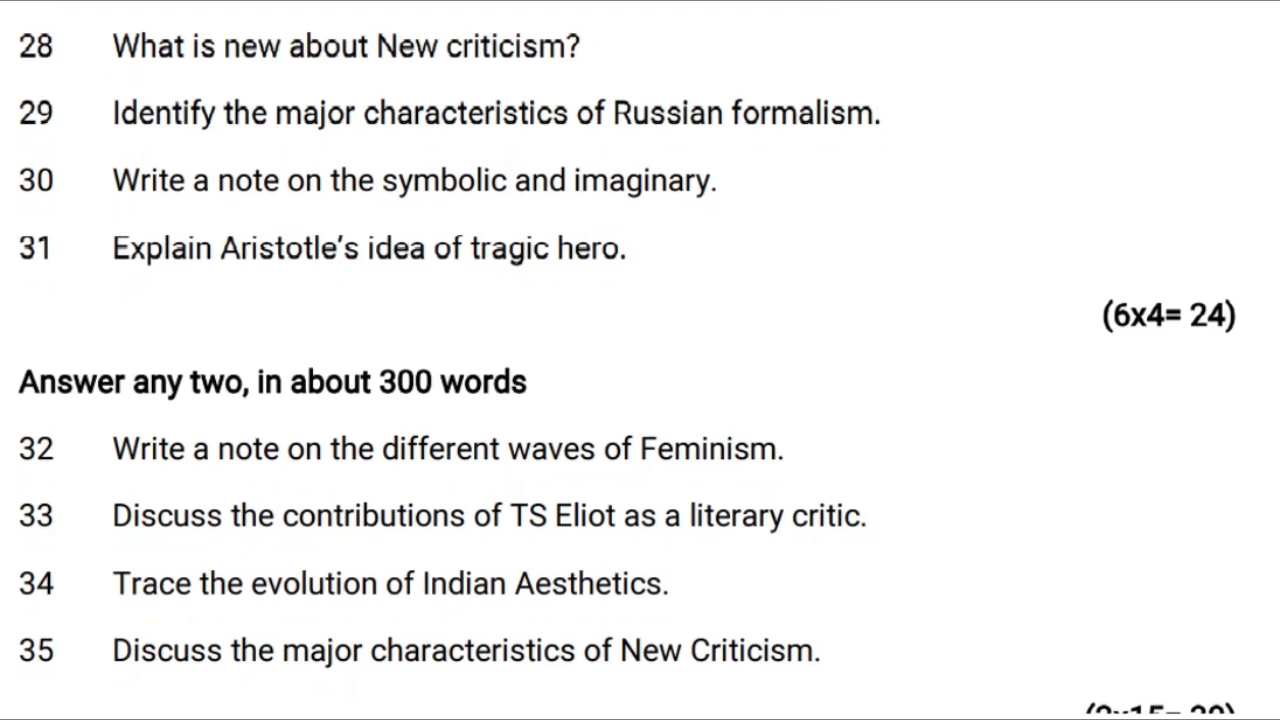 28 What is new about New criticism?
29 Identify the major characteristics of Russian formalism.
30 Write a note on the symbolic and imaginary.
31 Explain Aristotle's idea of tragic hero.
(6x4= 24)
Answer any two, in about 300 words
32 Write a note on the different waves of Feminism.
33 Discuss the contributions of TS Eliot as a literary critic.
34 Trace the evolution of Indian Aesthetics.
35 Discuss the major characteristics of New Criticism.